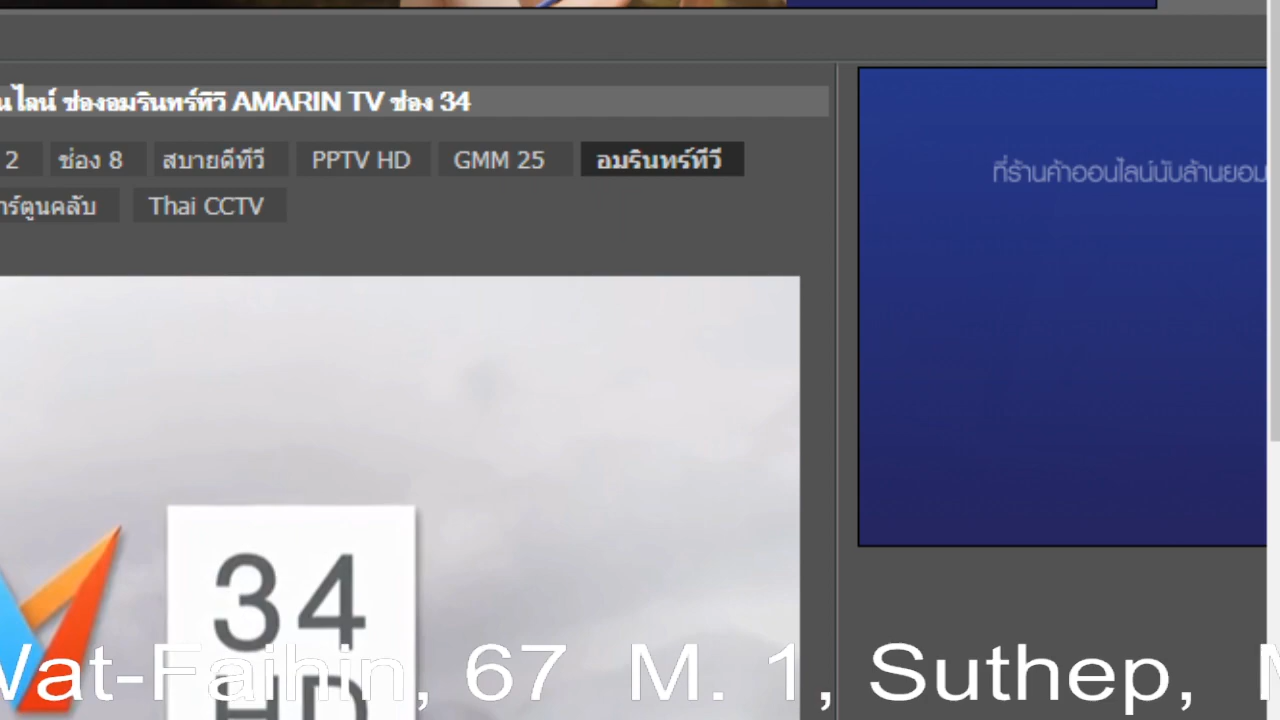 นไลน์ ช่องอมรินทร์ทีวี AMARIN TV ช่อง 34
2 ช่อง 8 สบายดีทีวี PPTV HD GMM 25 อมรินทร์ทีวี
าร์ตูนคลับ Thai CCTV
ที่ร้านค้าออนไลน์นับล้านยอม
34
HD
Wat-Faihin, 67 M. 1, Suthep, M